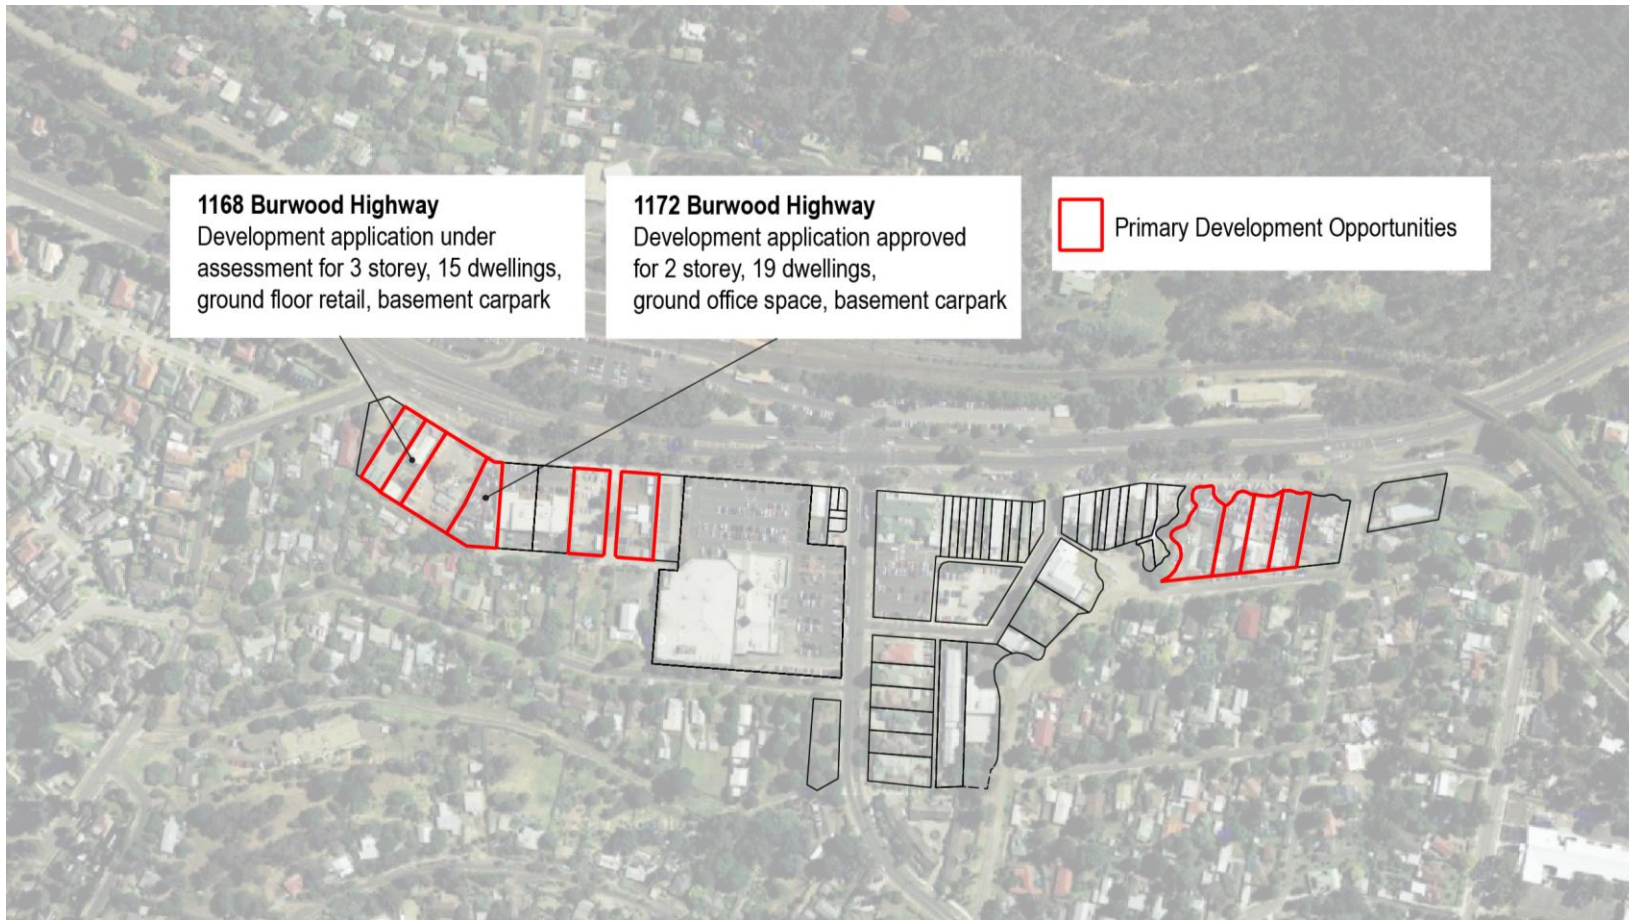 1168 Burwood Highway
Development application under
assessment for 3 storey, 15 dwellings,
ground floor retail, basement carpark
1172 Burwood Highway
Development application approved
for 2 storey, 19 dwellings,
ground office space, basement carpark
Primary Development Opportunities